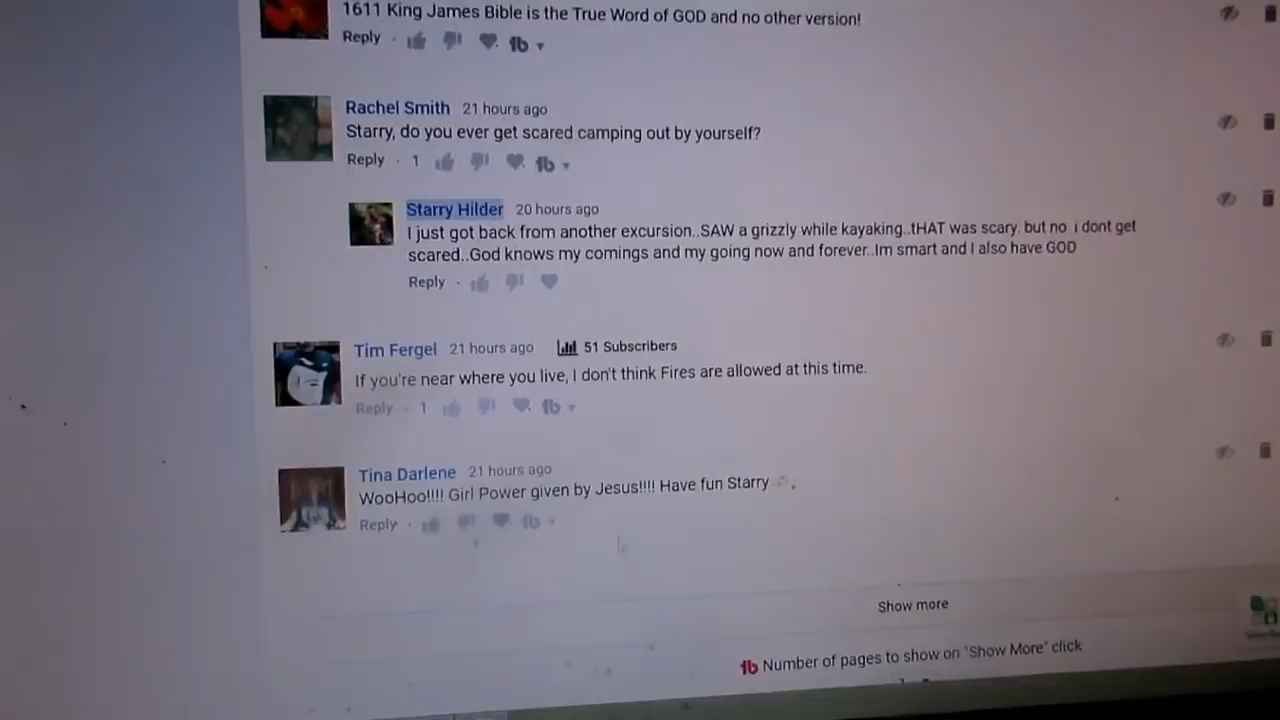 1611 King James Bible is the True Word of GOD and no other version!
Reply
Rachel Smith 21 hours ago
Starry, do you ever get scared camping out by yourself?
Reply · 1
Starry Hilder 20 hours ago
I just got back from another excursion..SAW a grizzly while kayaking..tHAT was scary. but no i dont get
scared..God knows my comings and my going now and forever..Im smart and I also have GOD
Reply ·
Tim Fergel 21 hours ago 51 Subscribers
If you're near where you live, I don't think Fires are allowed at this time.
Reply · 1
Tina Darlene 21 hours ago
WooHoo!!!! Girl Power given by Jesus!!!! Have fun Starry
Reply ·
Show more
Number of pages to show on "Show More" click